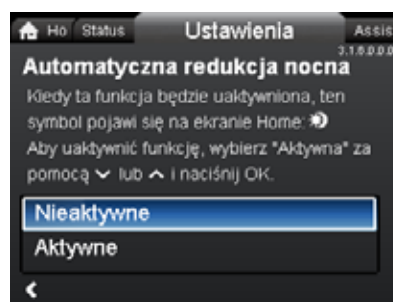 Ho Status Ustawienia Assis
3.1.6.0.0.0
Automatyczna redukcja nocna
Kiedy ta funkcja będzie uaktywniona, ten
symbol pojawi się na ekranie Home:
Aby uaktywnić funkcję, wybierz "Aktywna" za
pomocą lub i naciśnij OK.
Nieaktywne
Aktywne